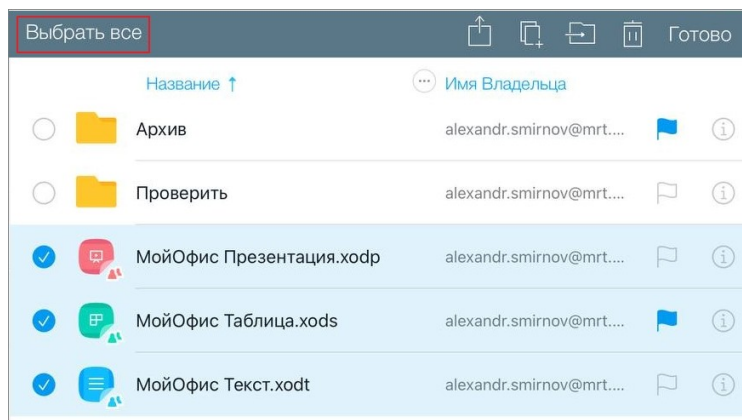 Выбрать все Готово
Название ↑ Имя Владельца
Архив alexandr.smirnov@mrt....
Проверить alexandr.smirnov@mrt....
МойОфис Презентация.xodp alexandr.smirnov@mrt....
МойОфис Таблица.xods alexandr.smirnov@mrt....
МойОфис Текст.xodt alexandr.smirnov@mrt....